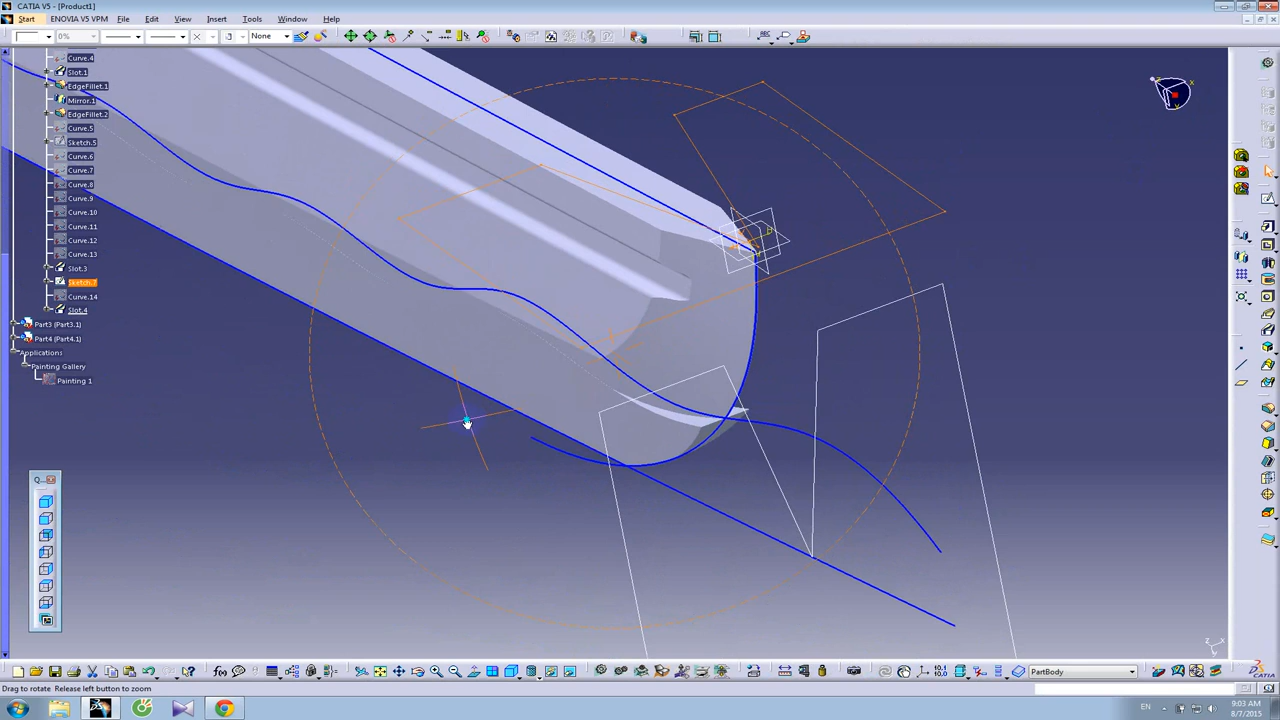 CATIA V5 - [Product1]
Start ENOVIA V5 VPM File Edit View Insert Tools Window Help
0% None
Curve.4
Slot.1
EdgeFillet.1
Mirror.1
EdgeFillet.2
Curve.5
Sketch.5
Curve.6
Curve.7
Curve.8
Curve.9
Curve.10
Curve.11
Curve.12
Curve.13
Slot.3
Sketch.7
Curve.14
Slot.4
Part3 (Part3.1)
Part4 (Part4.1)
Applications
Painting Gallery
Painting 1
Q...
PartBody
Drag to rotate Release left button to zoom
EN
9:03 AM
8/7/2015